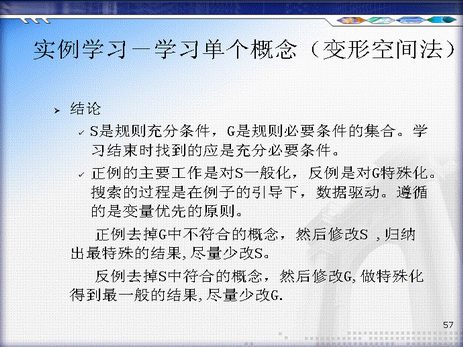 实例学习－学习单个概念（变形空间法）
结论
S是规则充分条件，G是规则必要条件的集合。学
习结束时找到的应是充分必要条件。
正例的主要工作是对S一般化，反例是对G特殊化。
搜索的过程是在例子的引导下，数据驱动。遵循
的是变量优先的原则。
正例去掉G中不符合的概念，然后修改S ,归纳
出最特殊的结果,尽量少改S。
反例去掉S中符合的概念，然后修改G,做特殊化
得到最一般的结果,尽量少改G.
57